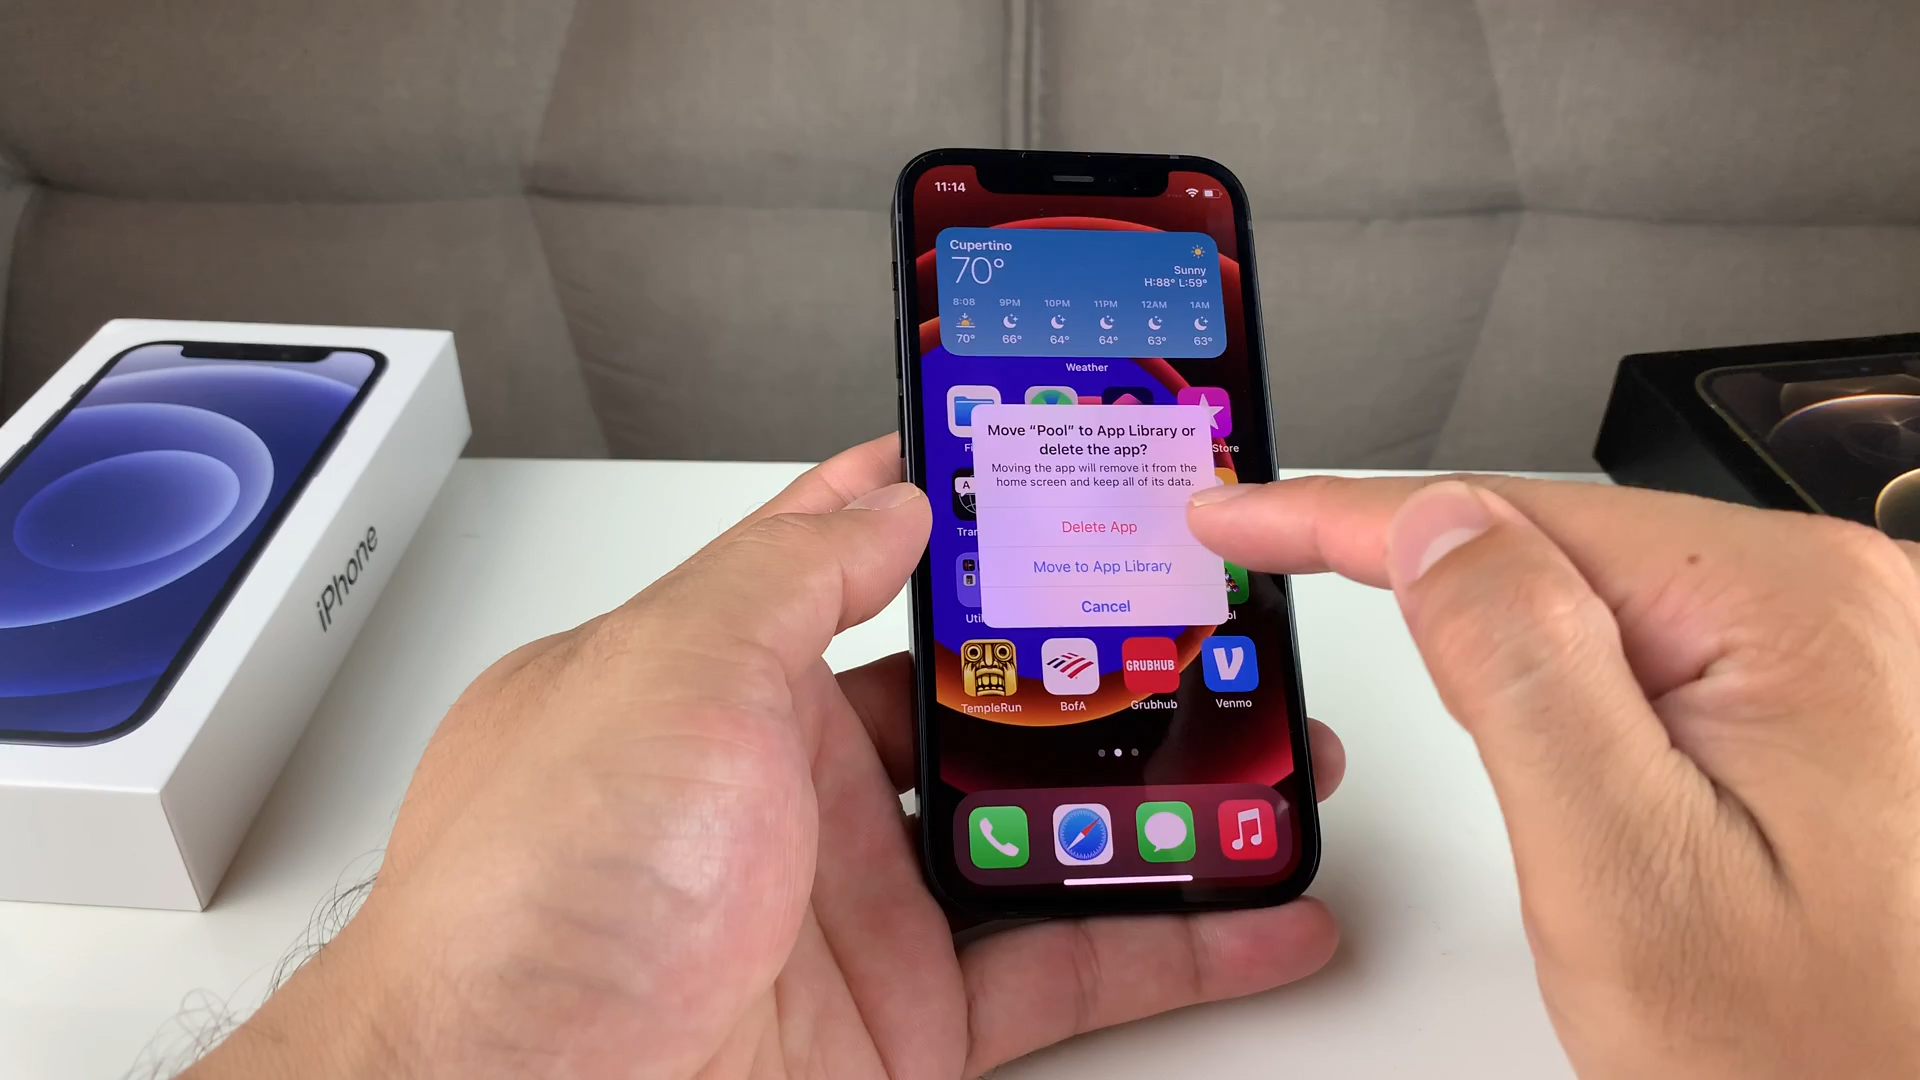 11:14
Cupertino
70°
Sunny
H:88° L:59°
8:08 9PM 10PM 11PM 12AM 1AM
70° 66° 64° 64° 63° 63°
Weather
Store
Move “Pool” to App Library or
delete the app?
Moving the app will remove it from the
home screen and keep all of its data.
A
Delete App
Move to App Library
Cancel
GRUBHUB
TempleRun BofA Grubhub Venmo
iPhone